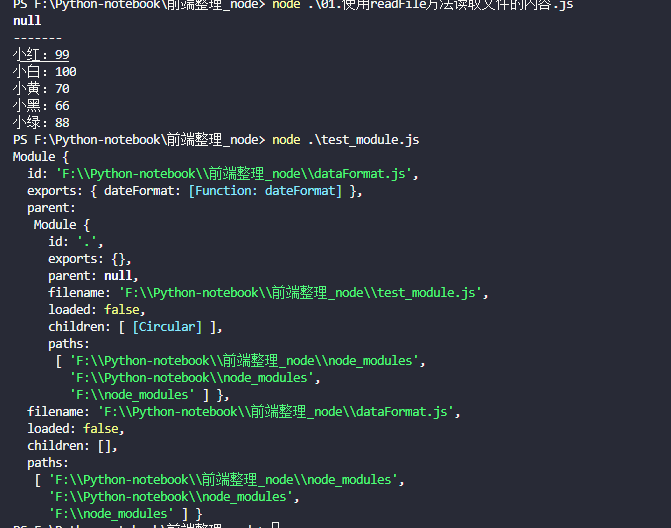 PS F:\Python-notebook\前端整理_node> node .\01.使用readFile方法读取文件的内容.js
null
-------
小红: 99
小白: 100
小黄: 70
小黑: 66
小绿: 88
PS F:\Python-notebook\前端整理_node> node .\test_module.js
Module {
  id: 'F:\\Python-notebook\\前端整理_node\\dataFormat.js',
  exports: { dateFormat: [Function: dateFormat] },
  parent:
   Module {
     id: '.',
     exports: {},
     parent: null,
     filename: 'F:\\Python-notebook\\前端整理_node\\test_module.js',
     loaded: false,
     children: [ [Circular] ],
     paths:
      [ 'F:\\Python-notebook\\前端整理_node\\node_modules',
        'F:\\Python-notebook\\node_modules',
        'F:\\node_modules' ] },
  filename: 'F:\\Python-notebook\\前端整理_node\\dataFormat.js',
  loaded: false,
  children: [],
  paths:
   [ 'F:\\Python-notebook\\前端整理_node\\node_modules',
     'F:\\Python-notebook\\node_modules',
     'F:\\node_modules' ] }
PS F:\Python-notebook\前端整理_node>